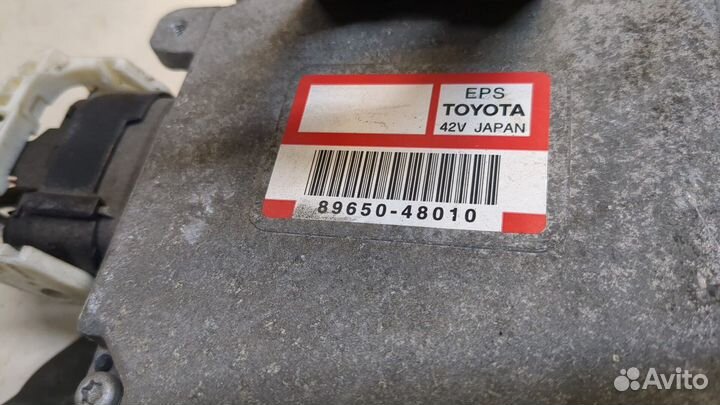 EPS
TOYOTA
42V JAPAN
89650-48010
Avito